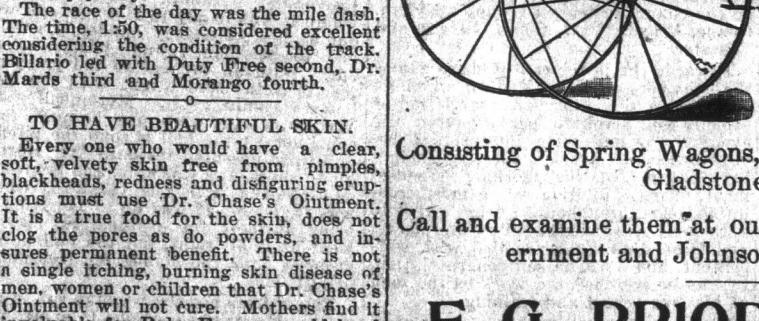 The race of the day was the mile dash.
The time, 1:50, was considered excellent
considering the condition of the track.
Billario led with Duty Free second, Dr.
Mards third and Morango fourth.
TO HAVE BEAUTIFUL SKIN.
Every one who would have a clear,
soft, velvety skin free from pimples,
blackheads, redness and disfiguring erup-
tions must use Dr. Chase's Ointment.
It is a true food for the skin, does not
clog the pores as do powders, and in-
sures permanent benefit. There is not
a single itching, burning skin disease of
men, women or children that Dr. Chase's
Ointment will not cure. Mothers find it
Consisting of Spring Wagons,
Gladstone
Call and examine them at ou
ernment and Johnso
E. G. PRIOR